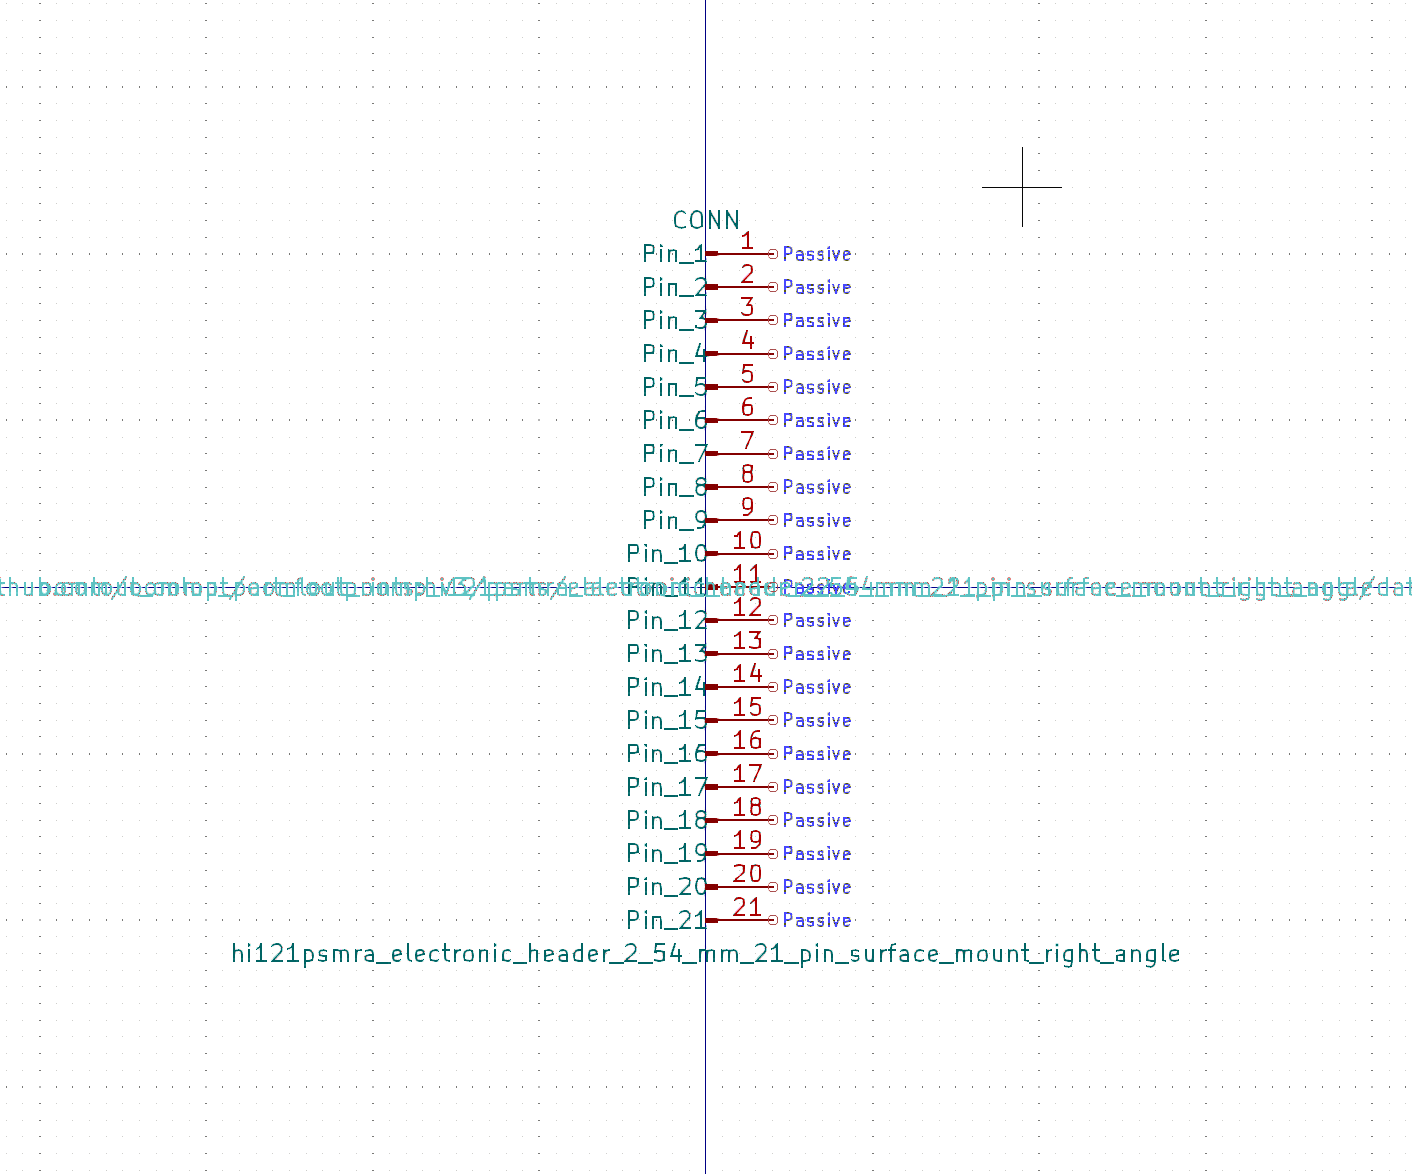 CONN
Pin_1 1 Passive
Pin_2 2 Passive
Pin_3 3 Passive
Pin_4 4 Passive
Pin_5 5 Passive
Pin_6 6 Passive
Pin_7 7 Passive
Pin_8 8 Passive
Pin_9 9 Passive
Pin_10 10 Passive
Pin_11 11 Passive
Pin_12 12 Passive
Pin_13 13 Passive
Pin_14 14 Passive
Pin_15 15 Passive
Pin_16 16 Passive
Pin_17 17 Passive
Pin_18 18 Passive
Pin_19 19 Passive
Pin_20 20 Passive
Pin_21 21 Passive
hi121psmra_electronic_header_2_54_mm_21_pin_surface_mount_right_angle